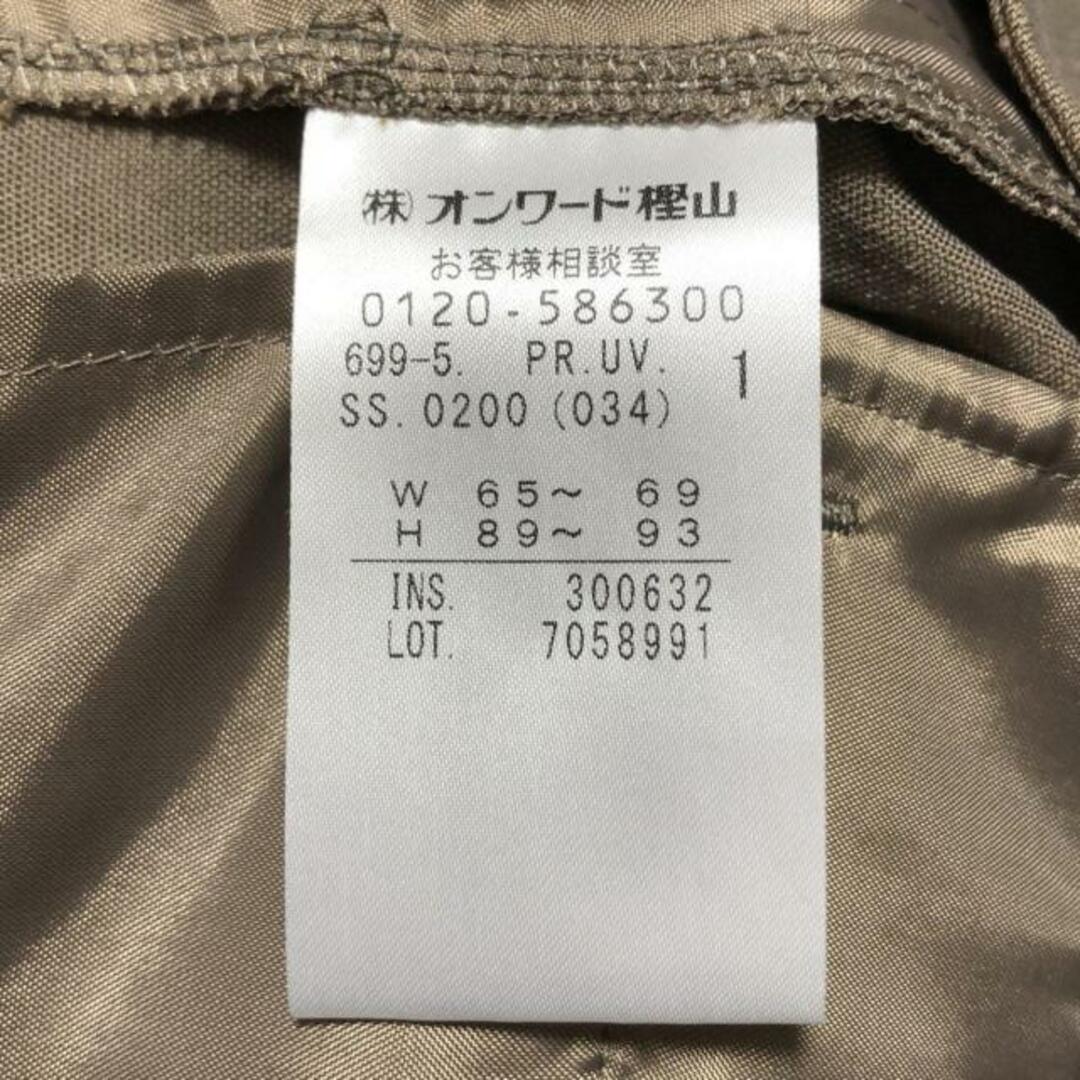 ㈱オンワード樫山
お客様相談室
0120-586300
699-5. PR.UV. 1
SS.0200(034)
W 65～ 69
H 89～ 93
INS. 300632
LOT. 7058991